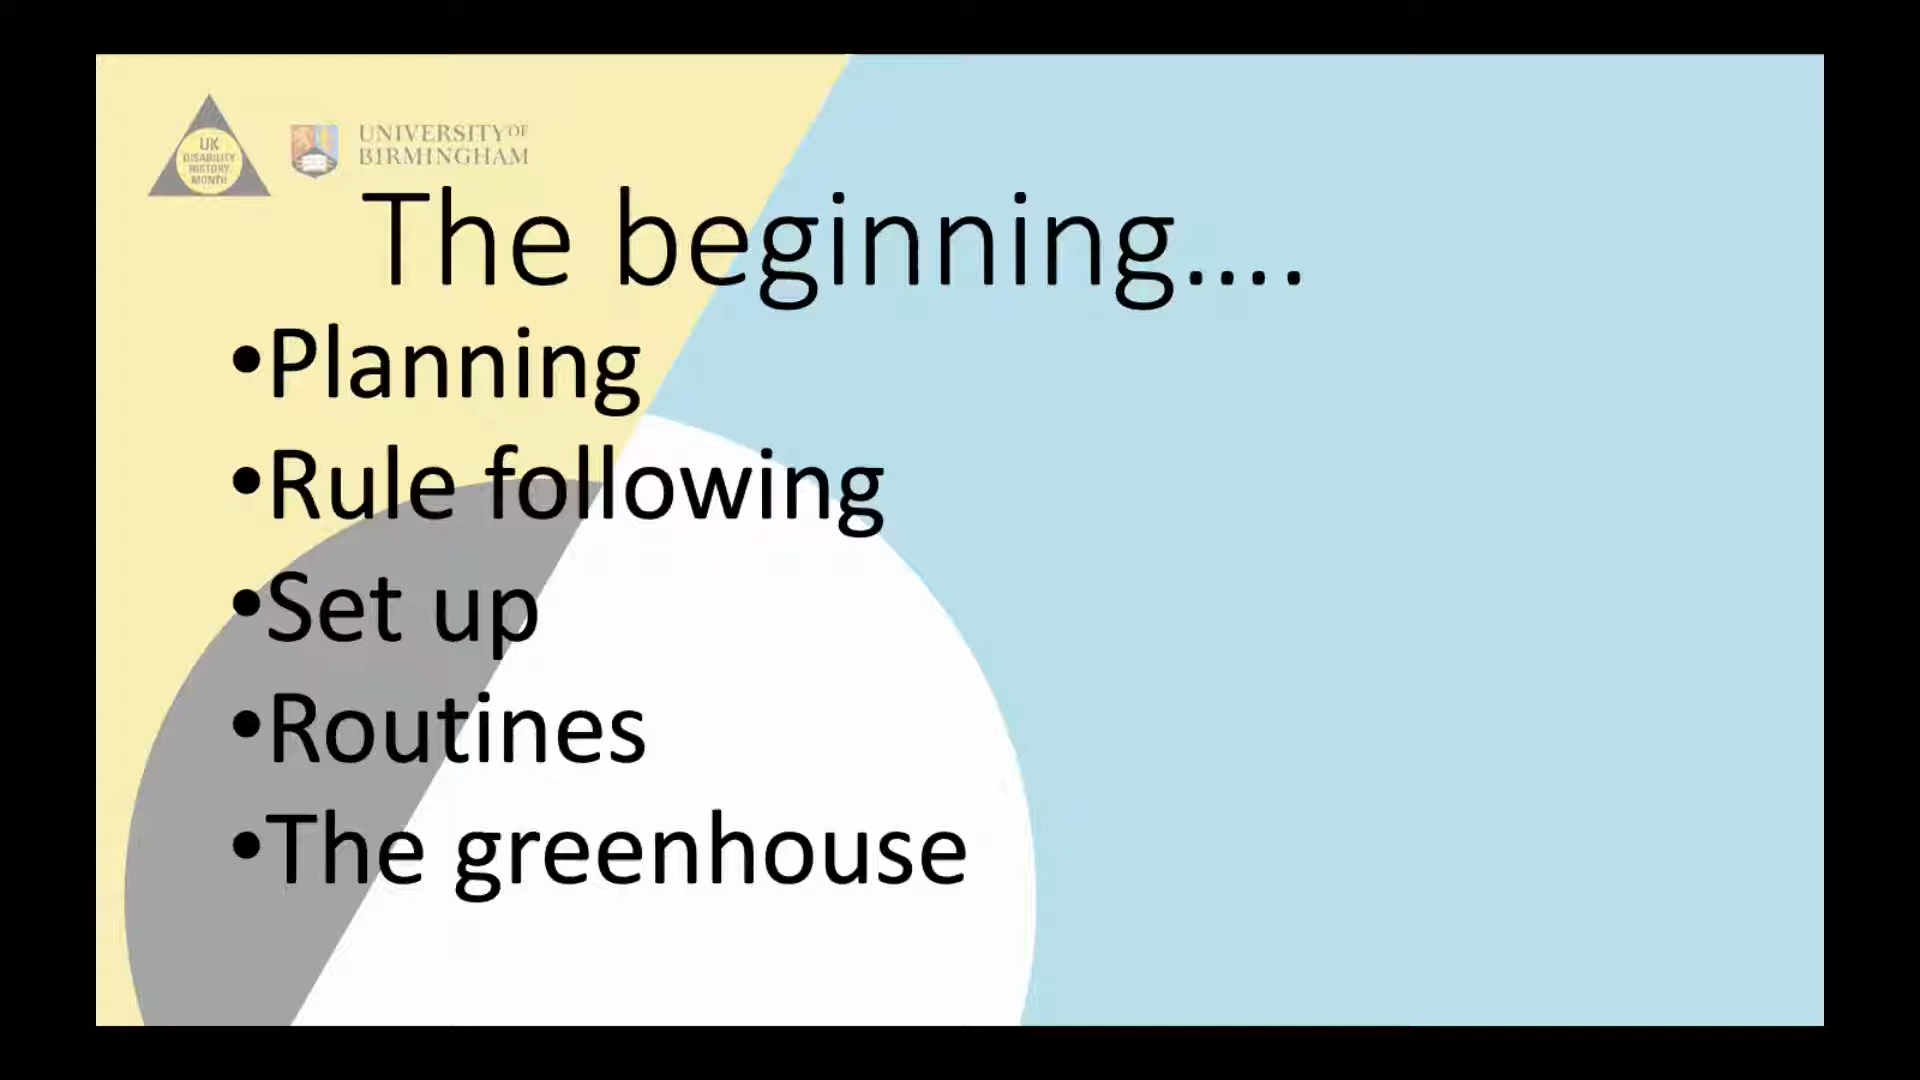 UK
DISABILITY
HISTORY
MONTH
UNIVERSITY OF
BIRMINGHAM
The beginning....
•Planning
•Rule following
•Set up
•Routines
•The greenhouse